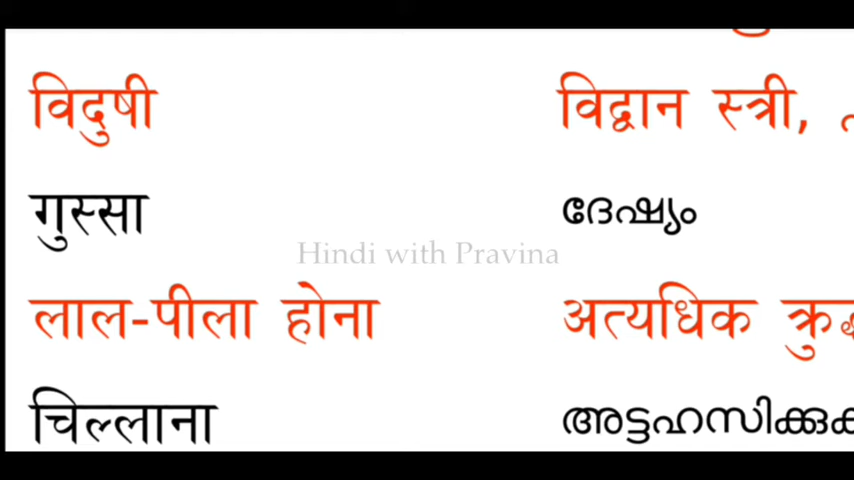 विदुषी विद्वान स्त्री,
गुस्सा ദേഷ്യം
Hindi with Pravina
लाल-पीला होना अत्यधिक
चिल्लाना